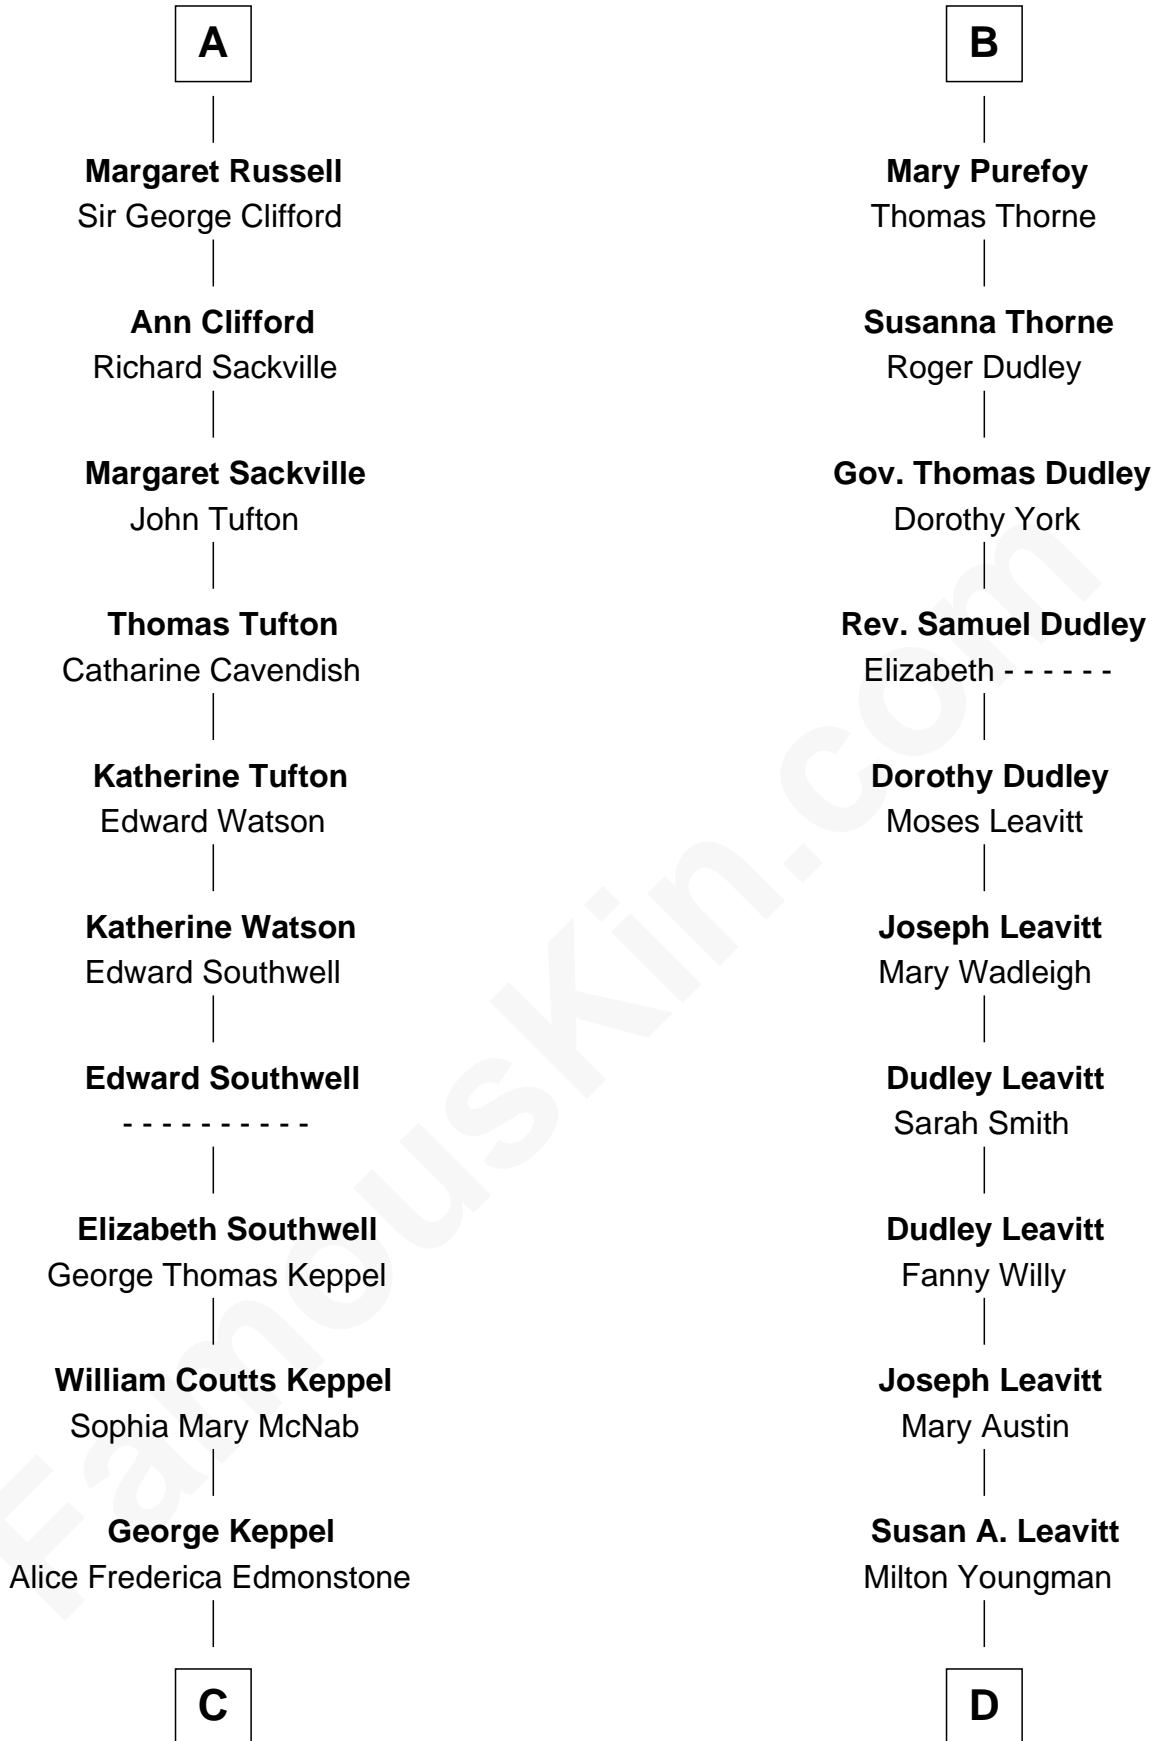 A
Margaret Russell
Sir George Clifford
Ann Clifford
Richard Sackville
Margaret Sackville
John Tufton
Thomas Tufton
Catharine Cavendish
Katherine Tufton
Edward Watson
Katherine Watson
Edward Southwell
Edward Southwell
- - - - - - - - - -
Elizabeth Southwell
George Thomas Keppel
William Coutts Keppel
Sophia Mary McNab
George Keppel
Alice Frederica Edmonstone
C
B
Mary Purefoy
Thomas Thorne
Susanna Thorne
Roger Dudley
Gov. Thomas Dudley
Dorothy York
Rev. Samuel Dudley
Elizabeth - - - - - -
Dorothy Dudley
Moses Leavitt
Joseph Leavitt
Mary Wadleigh
Dudley Leavitt
Sarah Smith
Dudley Leavitt
Fanny Willy
Joseph Leavitt
Mary Austin
Susan A. Leavitt
Milton Youngman
D
FamousKin.com